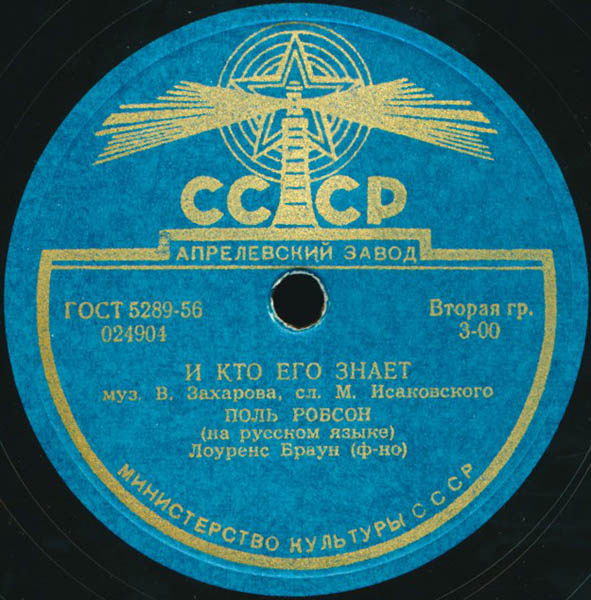 СССР
АПРЕЛЕВСКИЙ ЗАВОД
ГОСТ 5289-56
024904
Вторая гр.
3-00
И КТО ЕГО ЗНАЕТ
муз. В. Захарова, сл. М. Исаковского
ПОЛЬ РОБСОН
(на русском языке)
Лоуренс Браун (ф-но)
МИНИСТЕРСТВО КУЛЬТУРЫ СССР